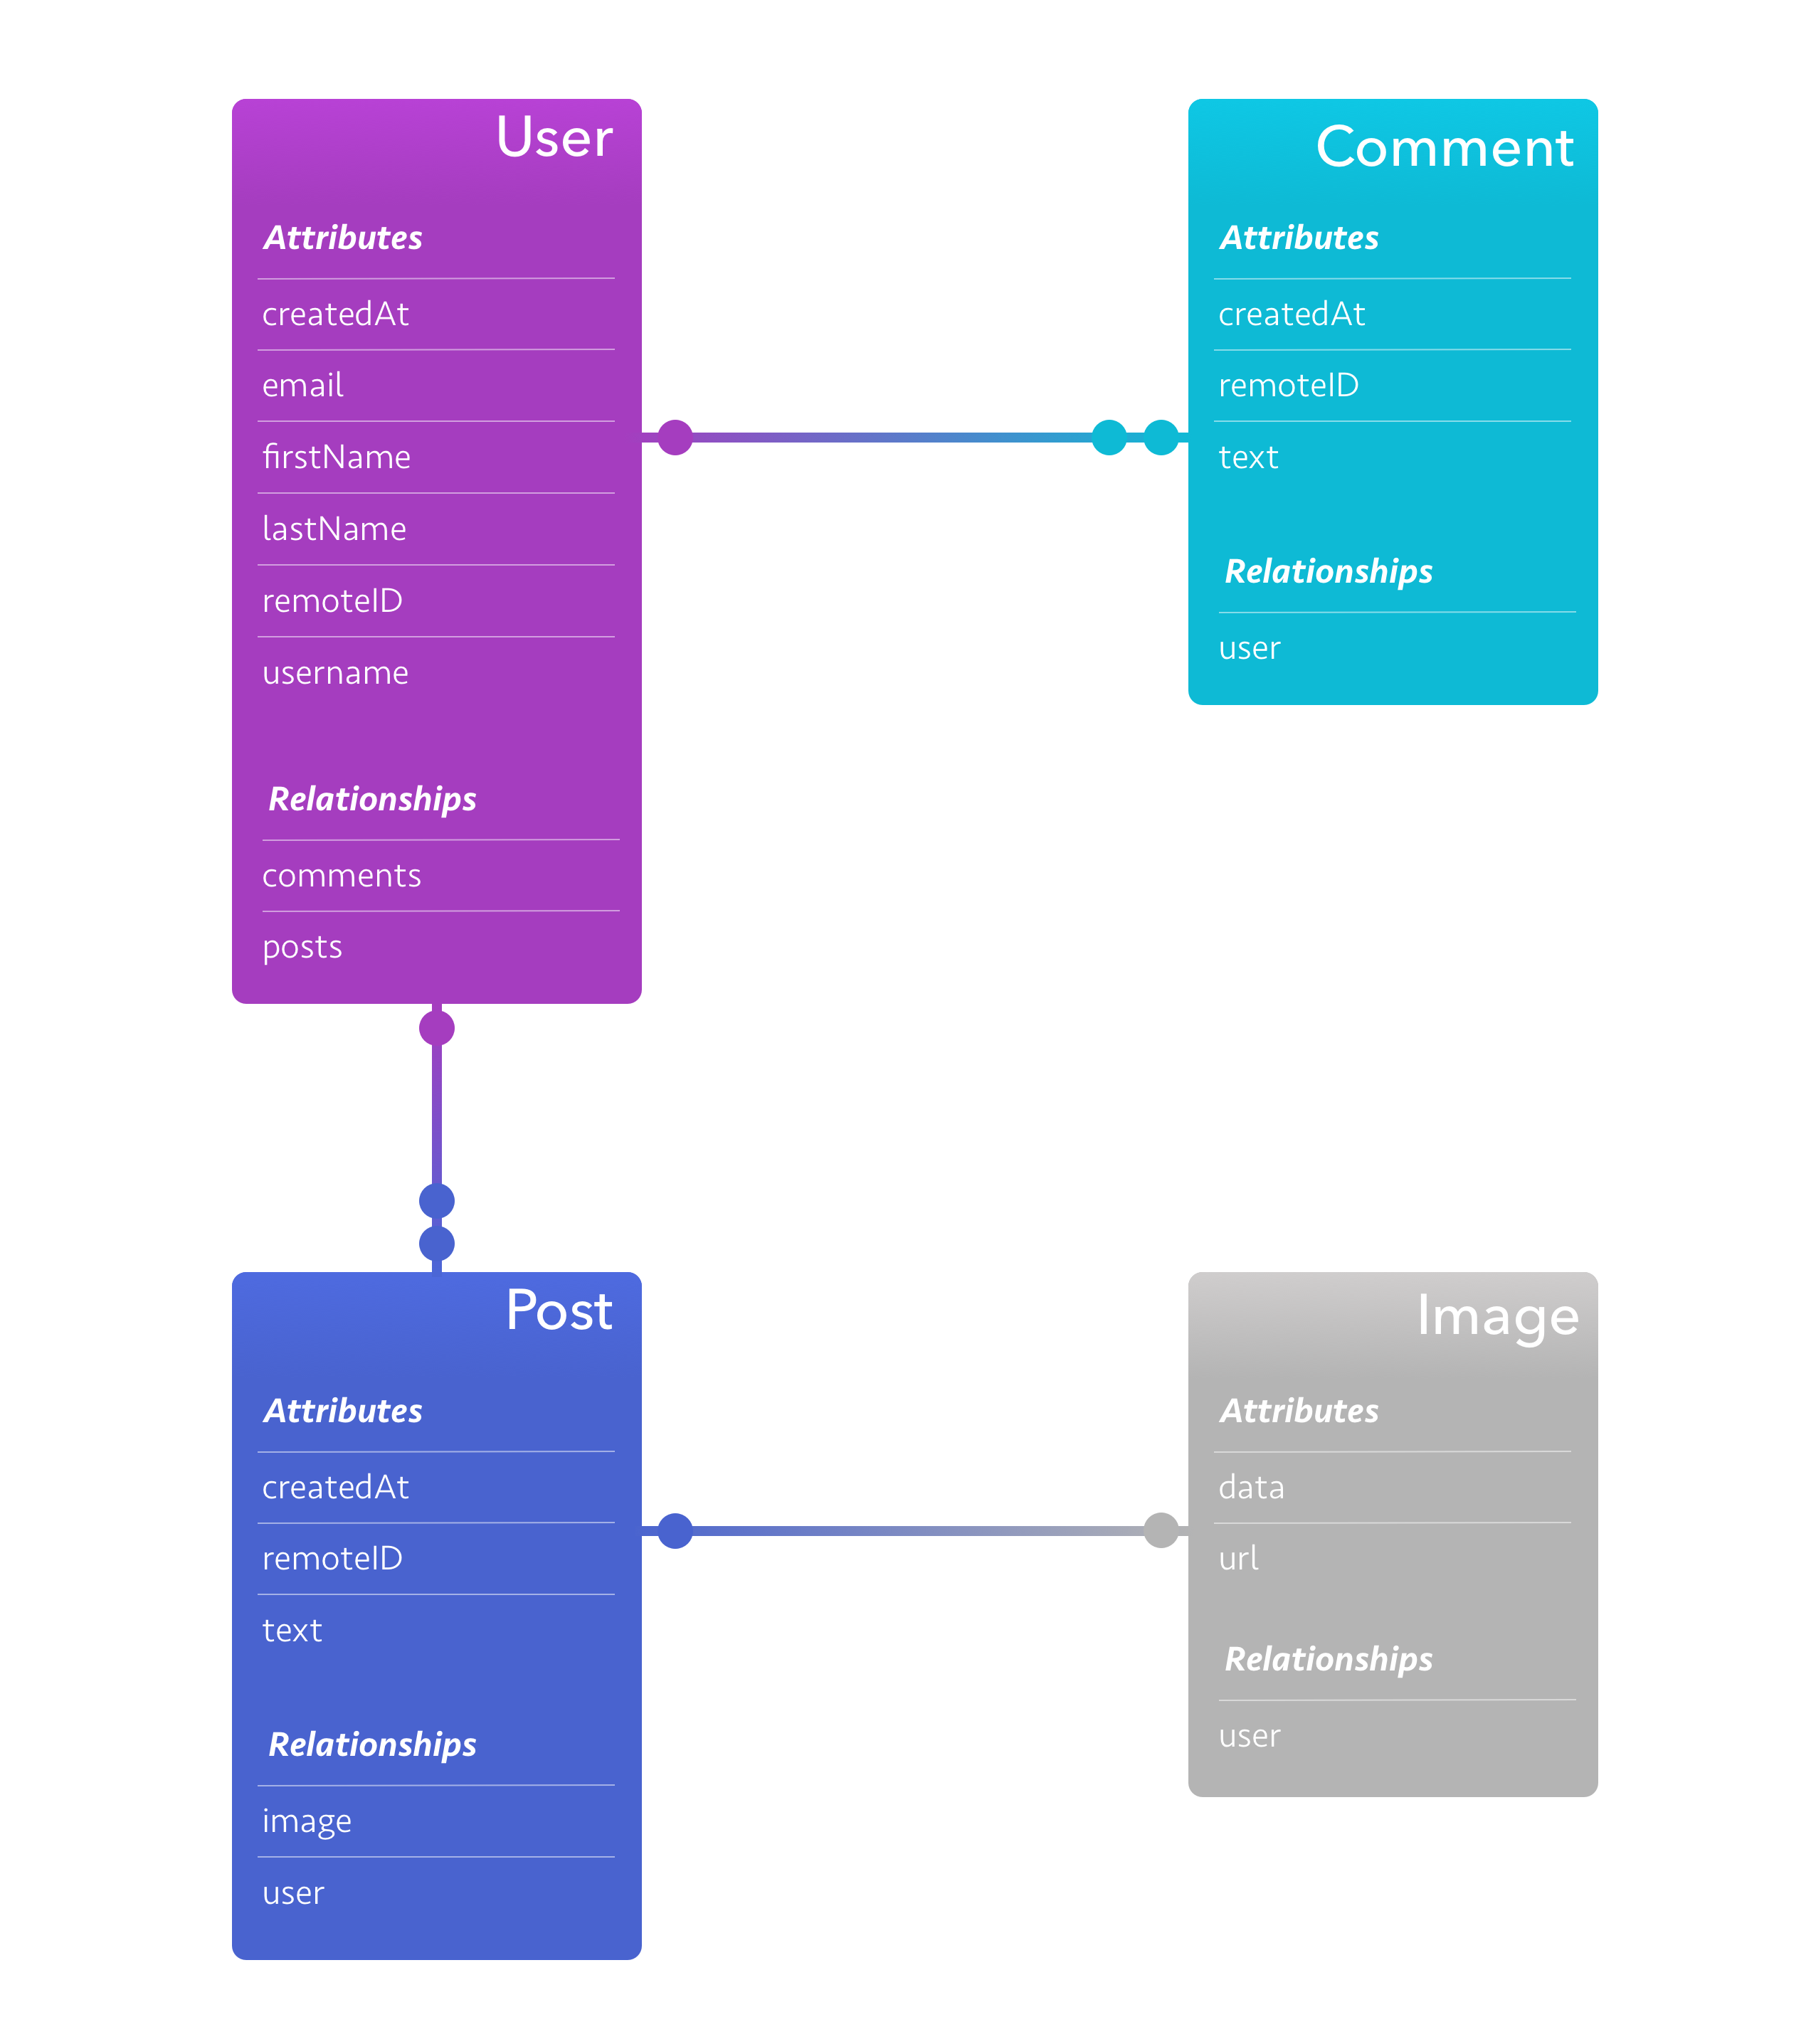 User
Attributes
createdAt
email
firstName
lastName
remoteID
username
Relationships
comments
posts
Comment
Attributes
createdAt
remoteID
text
Relationships
user
Post
Attributes
createdAt
remoteID
text
Relationships
image
user
Image
Attributes
data
url
Relationships
user